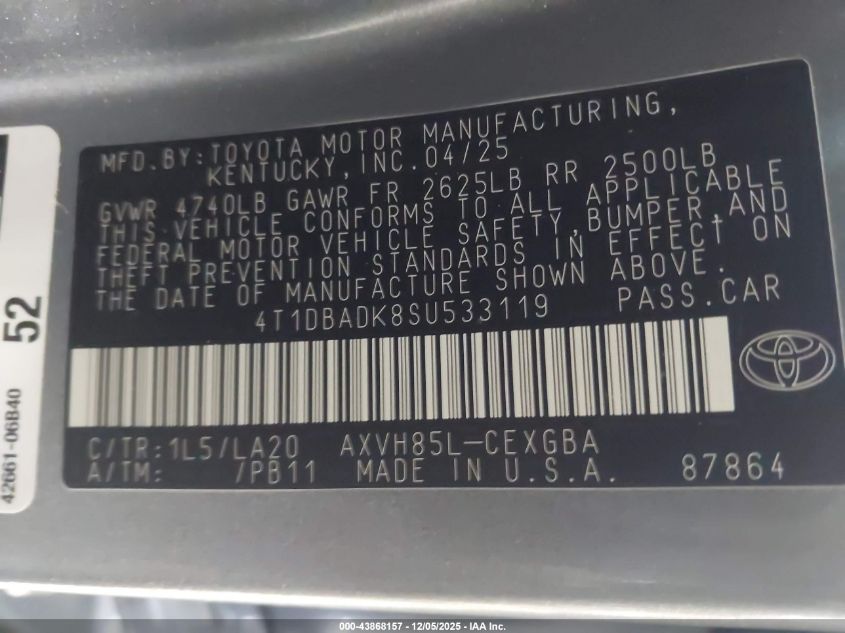 MFD.BY:TOYOTA MOTOR MANUFACTURING,
KENTUCKY,INC.04/25
GVWR 4740LB GAWR FR 2625LB RR 2500LB
THIS VEHICLE CONFORMS TO ALL APPLICABLE
FEDERAL MOTOR VEHICLE SAFETY,BUMPER,AND
THEFT PREVENTION STANDARDS IN EFFECT ON
THE DATE OF MANUFACTURE SHOWN ABOVE.
4T1DBADK8SU533119 PASS.CAR
C/TR:1L5/LA20 AXVH85L-CEXGBA
A/TM: /PB11 MADE IN U.S.A. 87864
52
42661-06B40
000-43868157 - 12/05/2025 - IAA Inc.